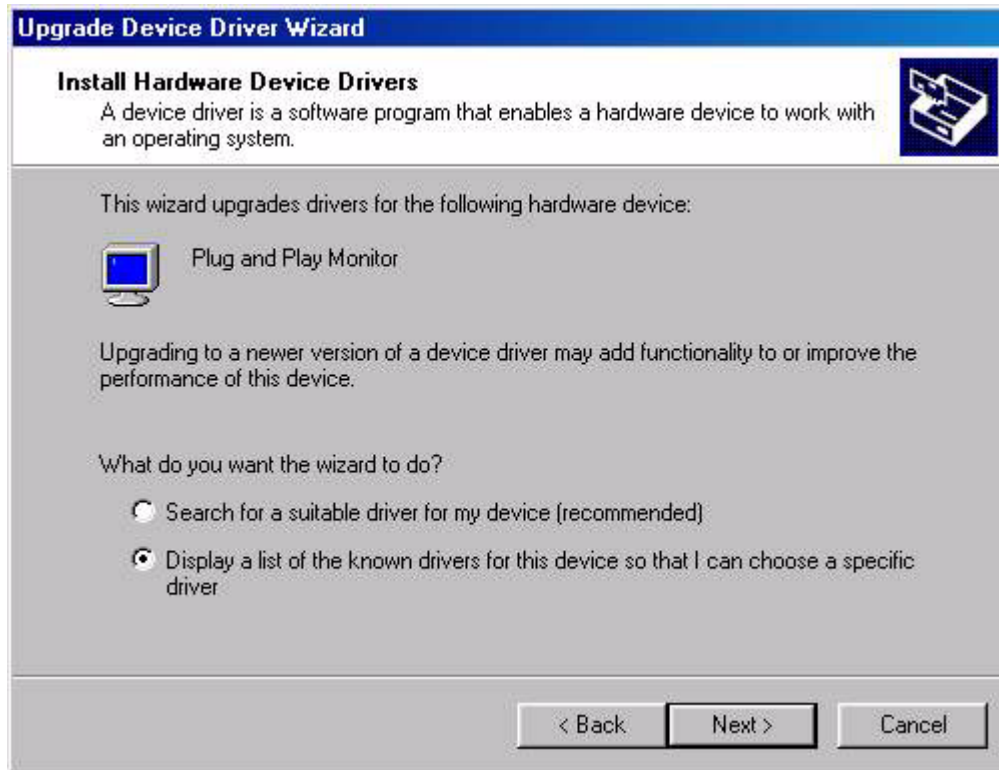 Upgrade Device Driver Wizard
Install Hardware Device Drivers
A device driver is a software program that enables a hardware device to work with
an operating system.
This wizard upgrades drivers for the following hardware device:
Plug and Play Monitor
Upgrading to a newer version of a device driver may add functionality to or improve the
performance of this device.
What do you want the wizard to do?
Search for a suitable driver for my device (recommended)
Display a list of the known drivers for this device so that I can choose a specific
driver
< Back Next > Cancel